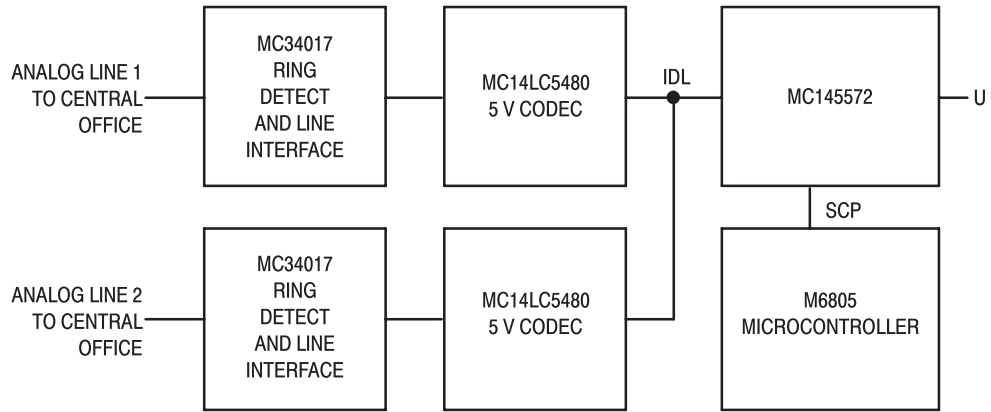 ANALOG LINE 1
TO CENTRAL
OFFICE
MC34017
RING
DETECT
AND LINE
INTERFACE
MC14LC5480
5 V CODEC
IDL
MC145572
U
SCP
ANALOG LINE 2
TO CENTRAL
OFFICE
MC34017
RING
DETECT
AND LINE
INTERFACE
MC14LC5480
5 V CODEC
M6805
MICROCONTROLLER